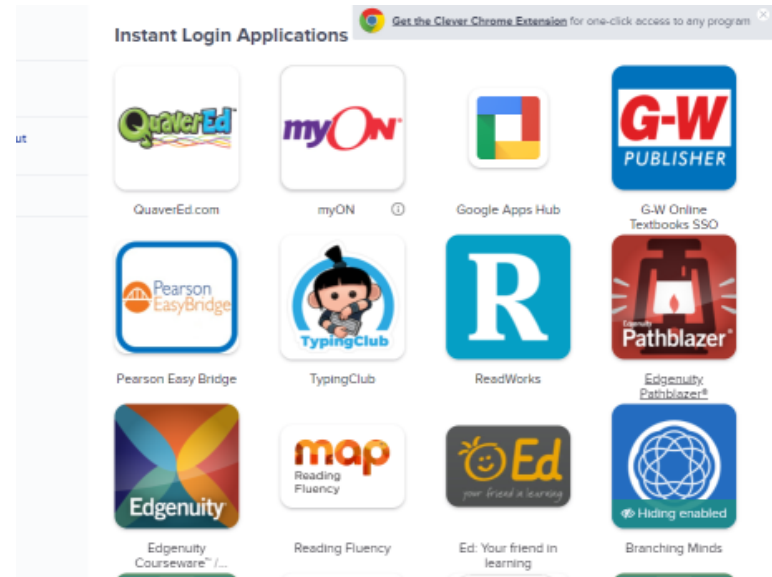 Get the Clever Chrome Extension for one-click access to any program
Instant Login Applications
ut
QuaverEd
myON
G-W
PUBLISHER
QuaverEd.com
myON
Google Apps Hub
G-W Online
Textbooks SSO
Pearson
EasyBridge
TypingClub
R
Edgenuity
Pathblazer®
Pearson Easy Bridge
TypingClub
ReadWorks
Edgenuity
Pathblazer®
Edgenuity
map
Reading
Fluency
Ed
your friend in learning
Hiding enabled
Edgenuity
Courseware™ /...
Reading Fluency
Ed: Your friend in
learning
Branching Minds